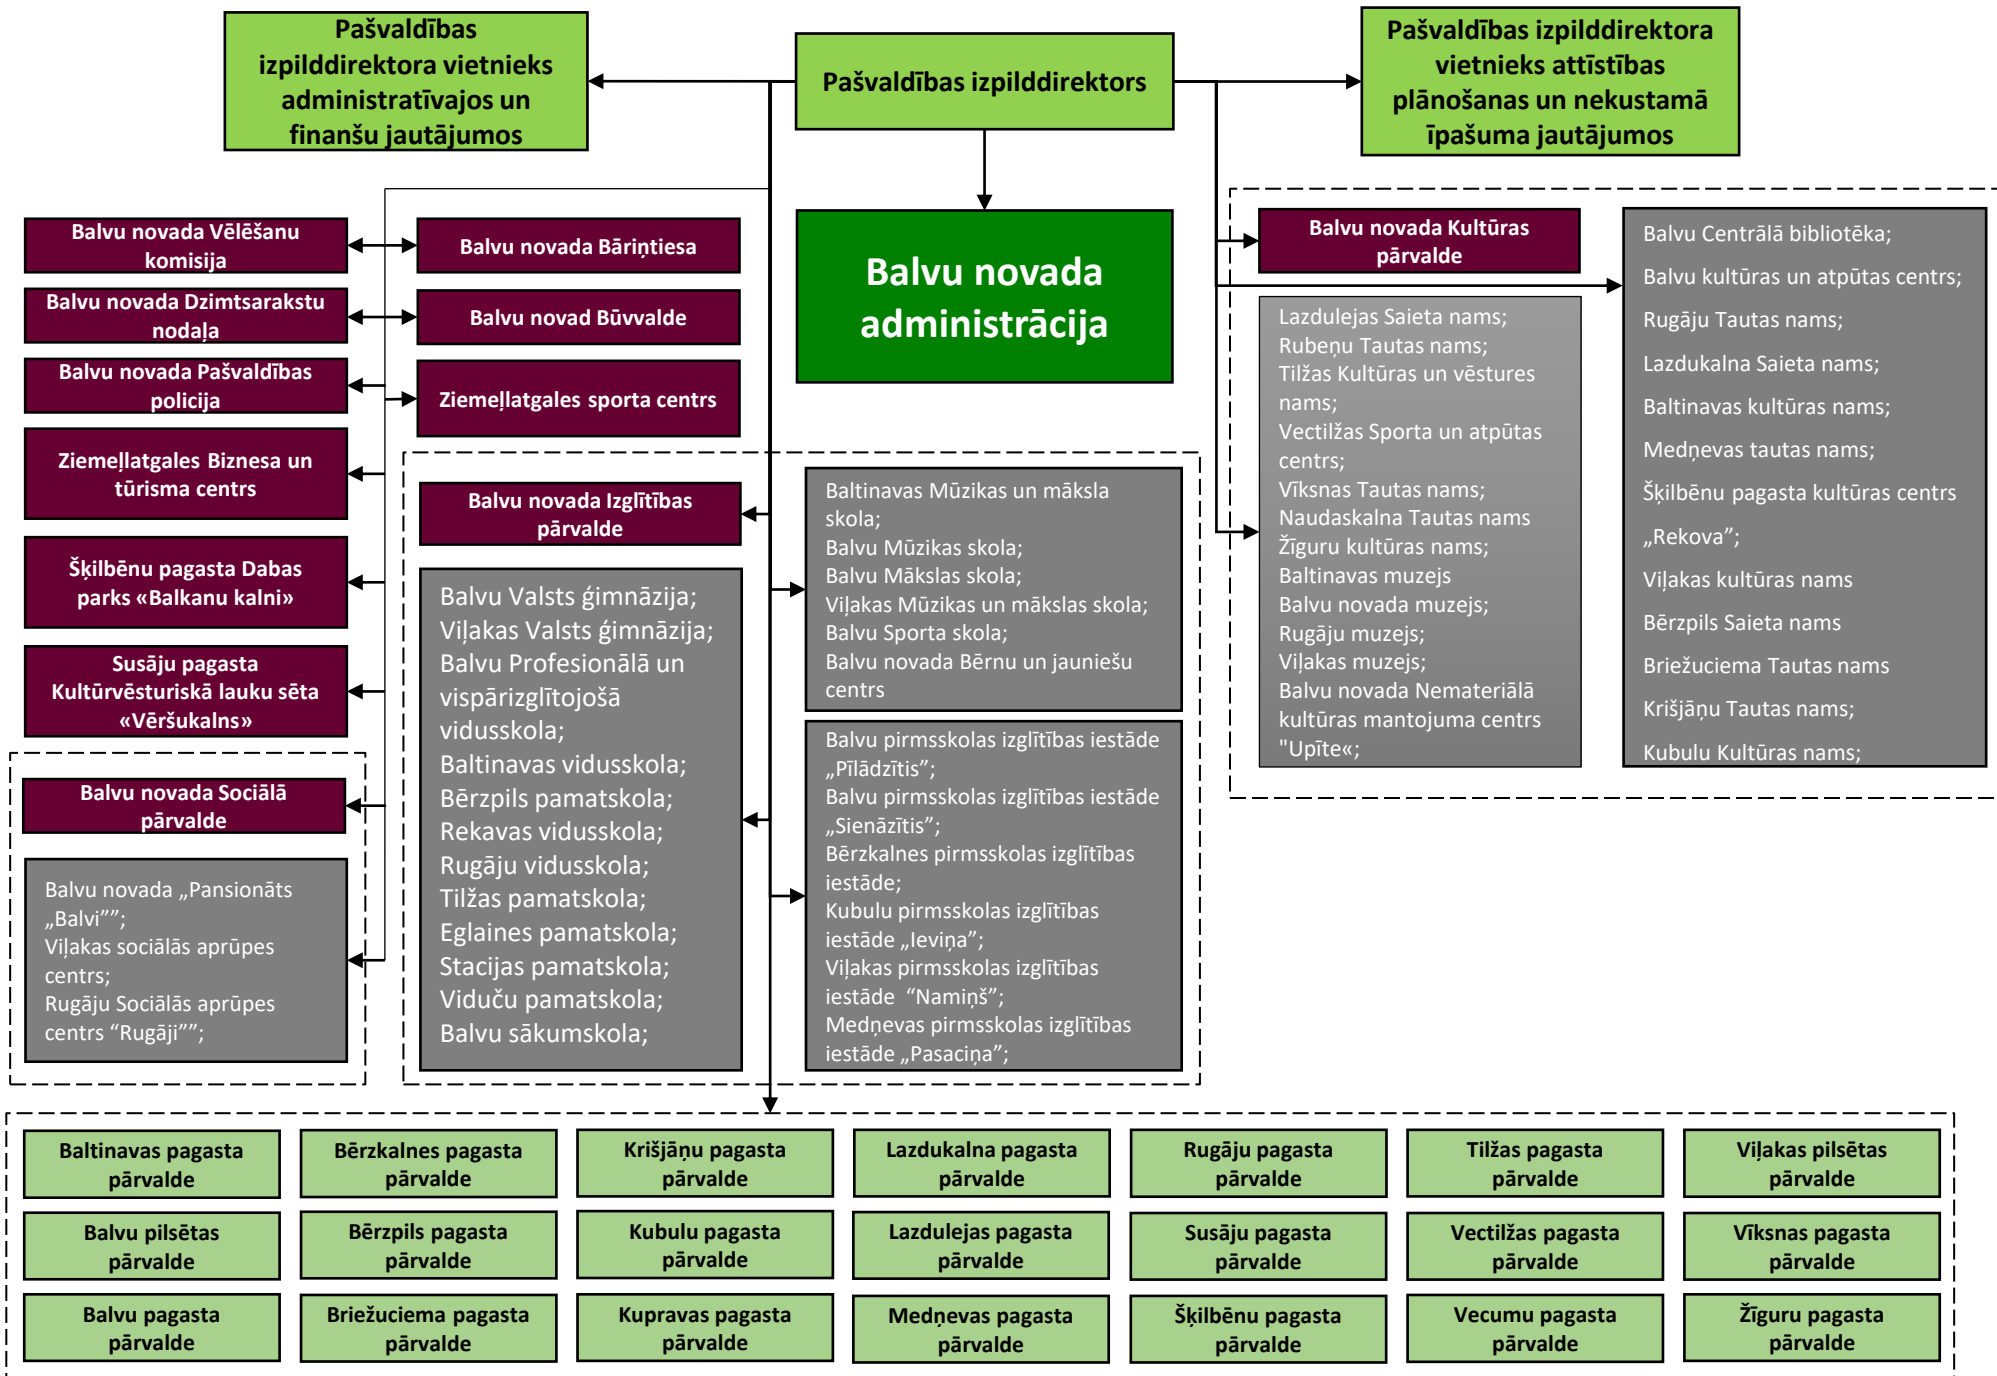 Pašvaldības
izpilddirektora vietnieks
administratīvajos un
finanšu jautājumos
Pašvaldības izpilddirektors
Pašvaldības izpilddirektora
vietnieks attīstības
plānošanas un nekustamā
īpašuma jautājumos
Balvu novada Vēlēšanu
komisija
Balvu novada Bāriņtiesa
Balvu novada Dzimtsarakstu
nodaļa
Balvu novad Būvvalde
Balvu novada Pašvaldības
policija
Ziemeļlatgales sporta centrs
Ziemeļlatgales Biznesa un
tūrisma centrs
Šķilbēnu pagasta Dabas
parks «Balkanu kalni»
Susāju pagasta
Kultūrvēsturiskā lauku sēta
«Vēršukalns»
Balvu novada Sociālā
pārvalde
Balvu novada „Pansionāts
„Balvi””;
Viļakas sociālās aprūpes
centrs;
Rugāju Sociālās aprūpes
centrs “Rugāji””;
Balvu novada
administrācija
Balvu novada Izglītības
pārvalde
Balvu Valsts ģimnāzija;
Viļakas Valsts ģimnāzija;
Balvu Profesionālā un
vispārizglītojošā
vidusskola;
Baltinavas vidusskola;
Bērzpils pamatskola;
Rekavas vidusskola;
Rugāju vidusskola;
Tilžas pamatskola;
Eglaines pamatskola;
Stacijas pamatskola;
Viduču pamatskola;
Balvu sākumskola;
Baltinavas Mūzikas un māksla
skola;
Balvu Mūzikas skola;
Balvu Mākslas skola;
Viļakas Mūzikas un mākslas skola;
Balvu Sporta skola;
Balvu novada Bērnu un jauniešu
centrs
Balvu pirmsskolas izglītības iestāde
„Pīlādzītis”;
Balvu pirmsskolas izglītības iestāde
„Sienāzītis”;
Bērzkalnes pirmsskolas izglītības
iestāde;
Kubulu pirmsskolas izglītības
iestāde „Ieviņa”;
Viļakas pirmsskolas izglītības
iestāde “Namiņš”;
Medņevas pirmsskolas izglītības
iestāde „Pasaciņa”;
Balvu novada Kultūras
pārvalde
Lazdulejas Saieta nams;
Rubeņu Tautas nams;
Tilžas Kultūras un vēstures
nams;
Vectilžas Sporta un atpūtas
centrs;
Vīksnas Tautas nams;
Naudaskalna Tautas nams
Žīguru kultūras nams;
Baltinavas muzejs
Balvu novada muzejs;
Rugāju muzejs;
Viļakas muzejs;
Balvu novada Nemateriālā
kultūras mantojuma centrs
"Upīte«;
Balvu Centrālā bibliotēka;
Balvu kultūras un atpūtas centrs;
Rugāju Tautas nams;
Lazdukalna Saieta nams;
Baltinavas kultūras nams;
Medņevas tautas nams;
Šķilbēnu pagasta kultūras centrs
„Rekova”;
Viļakas kultūras nams
Bērzpils Saieta nams
Briežuciema Tautas nams
Krišjāņu Tautas nams;
Kubulu Kultūras nams;
Baltinavas pagasta
pārvalde
Bērzkalnes pagasta
pārvalde
Krišjāņu pagasta
pārvalde
Lazdukalna pagasta
pārvalde
Rugāju pagasta
pārvalde
Tilžas pagasta
pārvalde
Viļakas pilsētas
pārvalde
Balvu pilsētas
pārvalde
Bērzpils pagasta
pārvalde
Kubulu pagasta
pārvalde
Lazdulejas pagasta
pārvalde
Susāju pagasta
pārvalde
Vectilžas pagasta
pārvalde
Vīksnas pagasta
pārvalde
Balvu pagasta
pārvalde
Briežuciema pagasta
pārvalde
Kupravas pagasta
pārvalde
Medņevas pagasta
pārvalde
Šķilbēnu pagasta
pārvalde
Vecumu pagasta
pārvalde
Žīguru pagasta
pārvalde